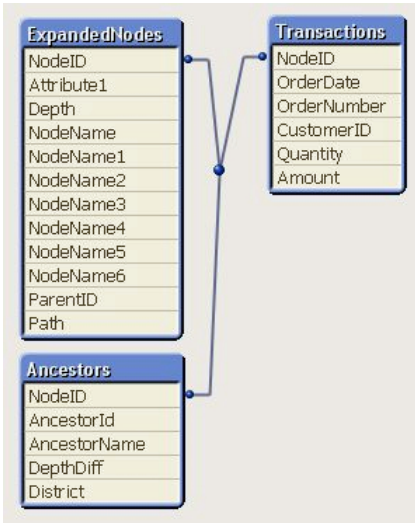 ExpandedNodes
NodeID
Attribute1
Depth
NodeName
NodeName1
NodeName2
NodeName3
NodeName4
NodeName5
NodeName6
ParentID
Path
Transactions
NodeID
OrderDate
OrderNumber
CustomerID
Quantity
Amount
Ancestors
NodeID
AncestorId
AncestorName
DepthDiff
District